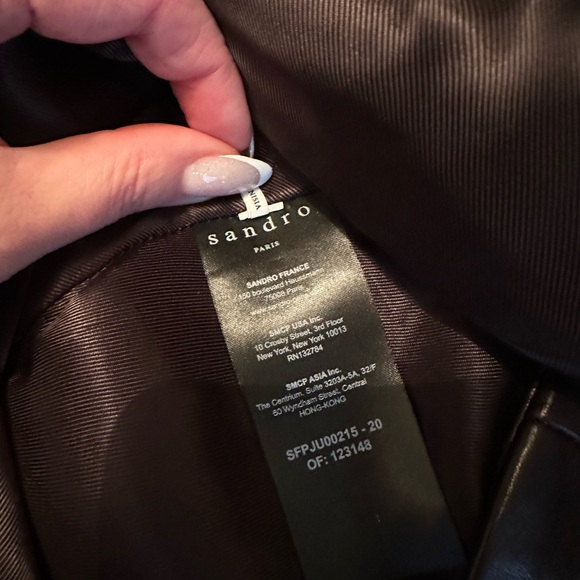 sandro
PARIS
SANDRO FRANCE
150 boulevard Haussmann
75008 Paris
SMCP USA Inc.
10 Crosby Street, 3rd Floor
New York, New York 10013
RN132784
SMCP ASIA Inc.
The Centrium, Suite 3203A-5A, 32/F
60 Wyndham Street, Central
HONG-KONG
SFPJU00215 - 20
OF: 123148